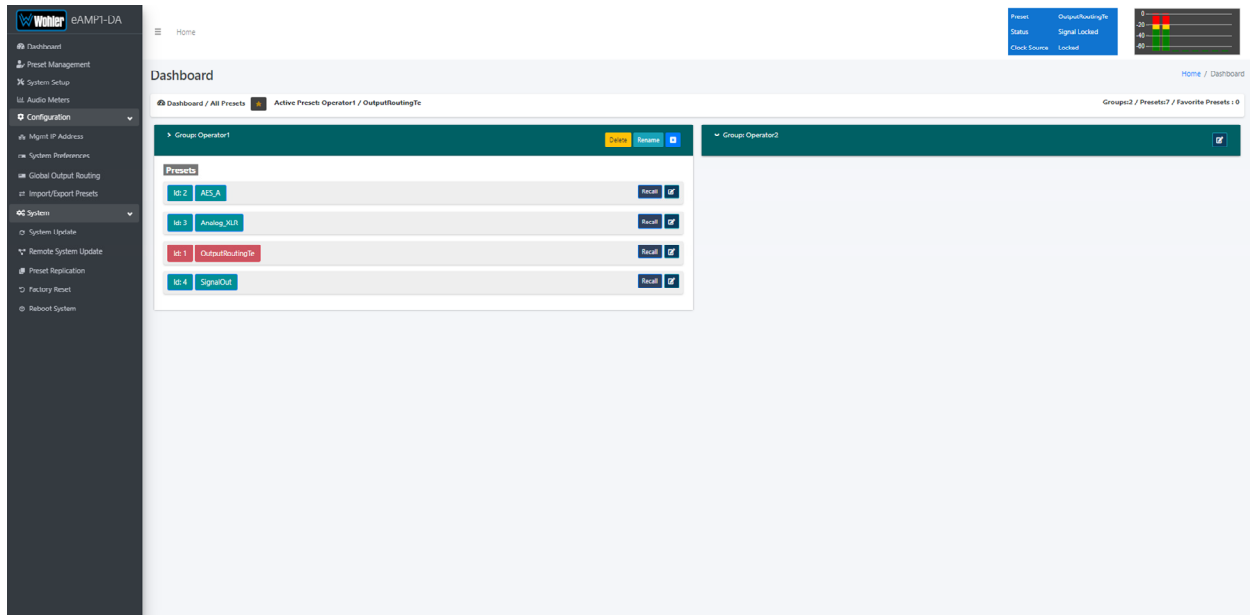 Wohler eAMP1-DA
Dashboard
Preset Management
System Setup
Audio Meters
Configuration
Mgmt IP Address
System Preferences
Global Output Routing
Import/Export Presets
System
System Update
Remote System Update
Preset Replication
Factory Reset
Reboot System
Home
Preset OutputRoutingTe
Status Signal Locked
Clock Source Locked
0
-20
-40
-60
Dashboard
Home / Dashboard
Dashboard / All Presets Active Preset: Operator1 / OutputRoutingTe
Groups:2 / Presets:7 / Favorite Presets : 0
Group: Operator1 Delete Rename
Presets
Id: 2 AES_A Recall
Id: 3 Analog_XLR Recall
Id: 1 OutputRoutingTe Recall
Id: 4 SignalOut Recall
Group: Operator2